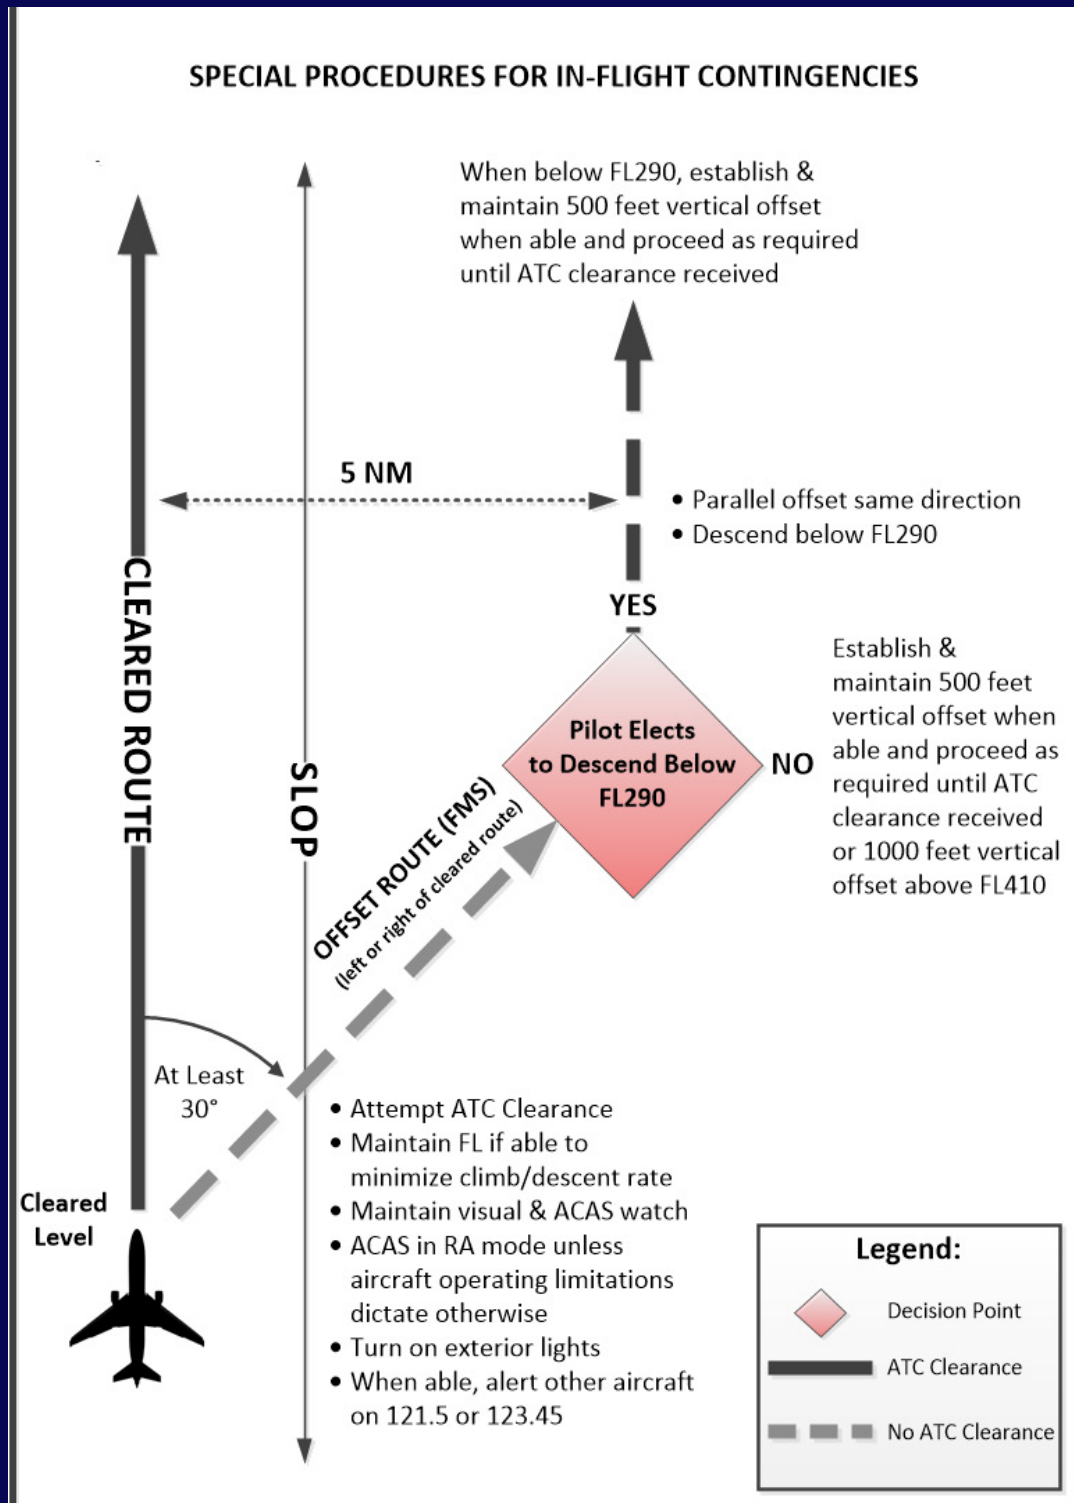 SPECIAL PROCEDURES FOR IN-FLIGHT CONTINGENCIES
When below FL290, establish &
maintain 500 feet vertical offset
when able and proceed as required
until ATC clearance received
5 NM
• Parallel offset same direction
• Descend below FL290
CLEARED ROUTE
SLOP
YES
Pilot Elects
to Descend Below
FL290
NO
Establish &
maintain 500 feet
vertical offset when
able and proceed as
required until ATC
clearance received
or 1000 feet vertical
offset above FL410
OFFSET ROUTE (FMS)
(left or right of cleared route)
At Least
30°
• Attempt ATC Clearance
• Maintain FL if able to
minimize climb/descent rate
• Maintain visual & ACAS watch
• ACAS in RA mode unless
aircraft operating limitations
dictate otherwise
• Turn on exterior lights
• When able, alert other aircraft
on 121.5 or 123.45
Cleared
Level
Legend:
Decision Point
ATC Clearance
No ATC Clearance